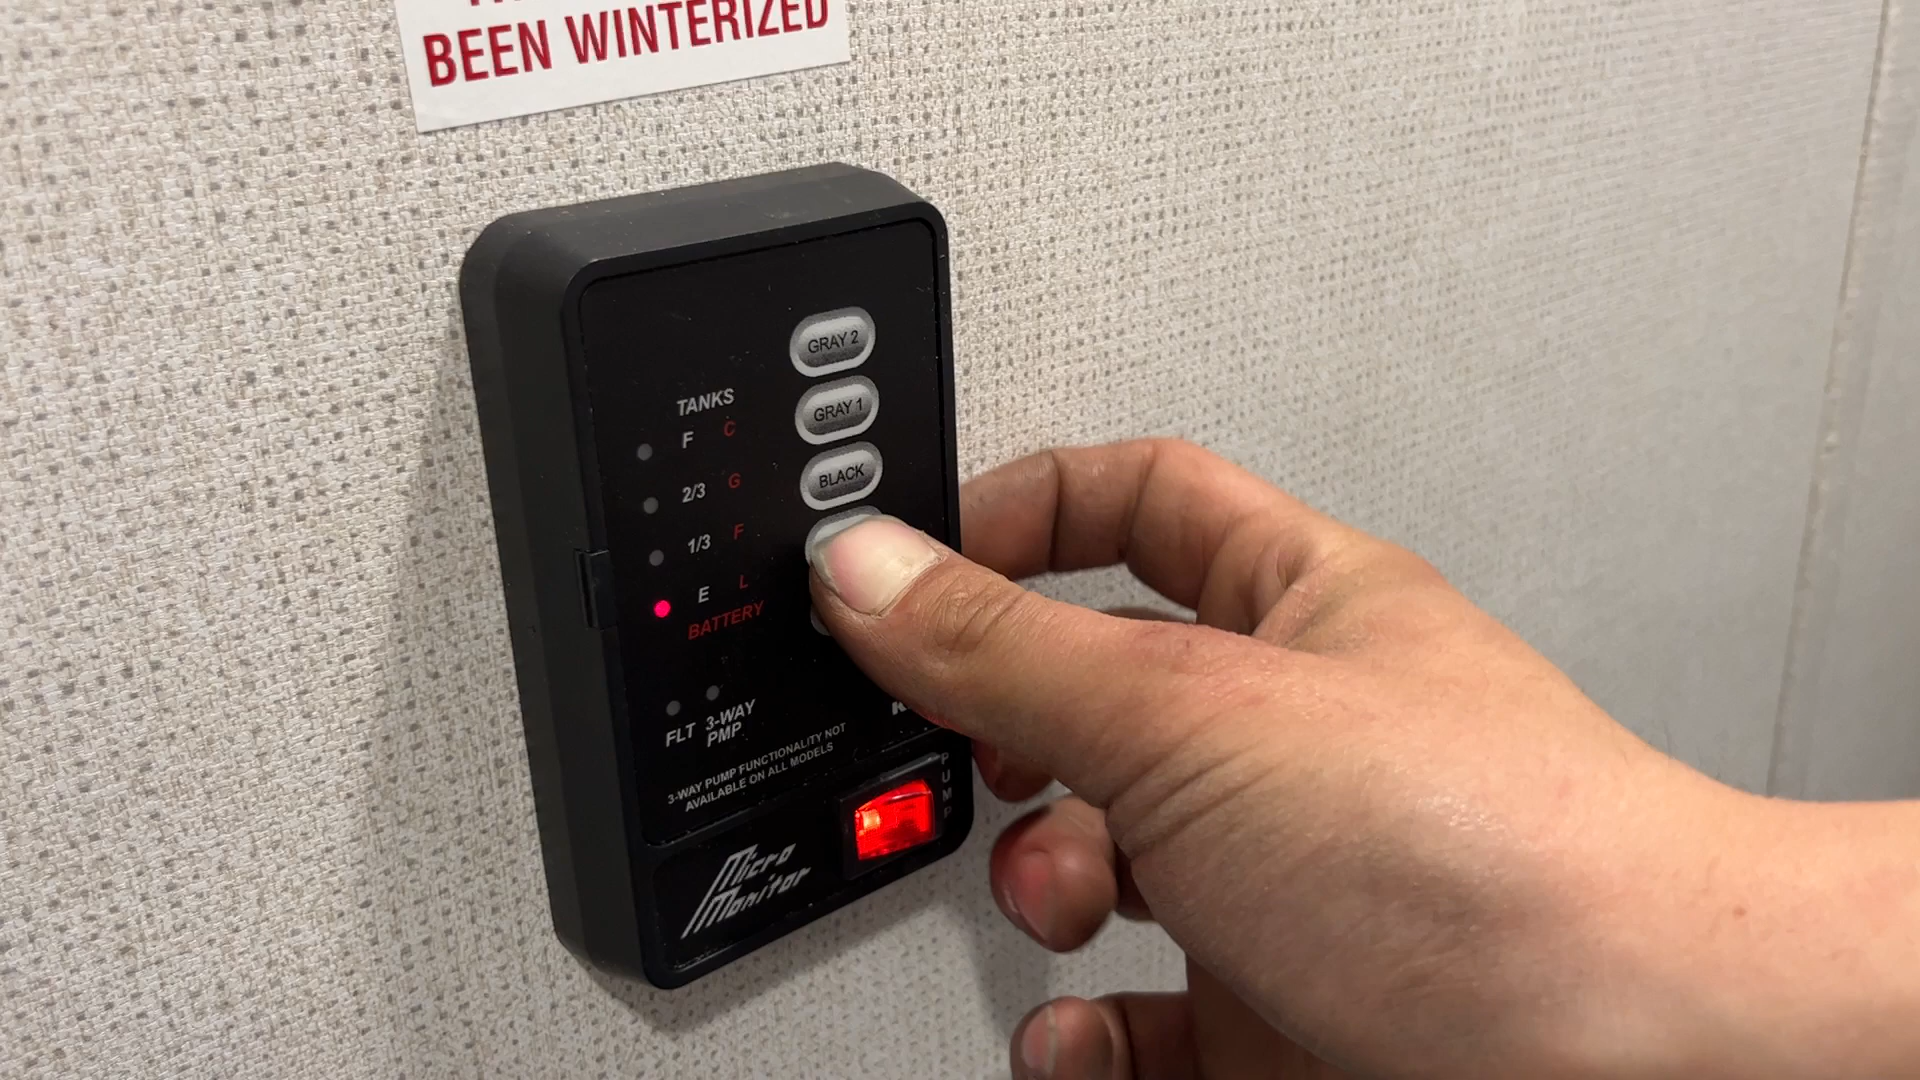 BEEN WINTERIZED
GRAY 2
TANKS
F C
GRAY 1
2/3 G
BLACK
1/3 F
E L
BATTERY
FLT 3-WAY
PMP
3-WAY PUMP FUNCTIONALITY NOT
AVAILABLE ON ALL MODELS
PUMP
Micro
Monitor